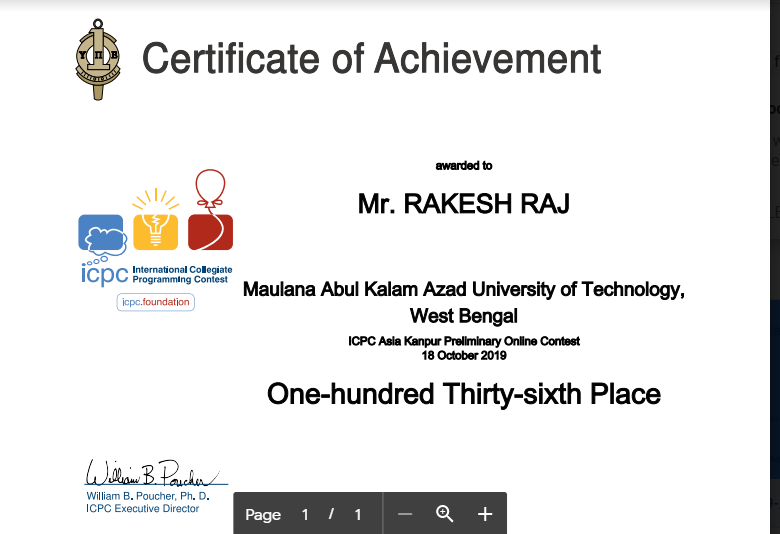 Certificate of Achievement
awarded to
Mr. RAKESH RAJ
icpc International Collegiate
Programming Contest
icpc.foundation
Maulana Abul Kalam Azad University of Technology,
West Bengal
ICPC Asia Kanpur Preliminary Online Contest
18 October 2019
One-hundred Thirty-sixth Place
William B. Poucher
William B. Poucher, Ph. D.
ICPC Executive Director
Page 1 / 1